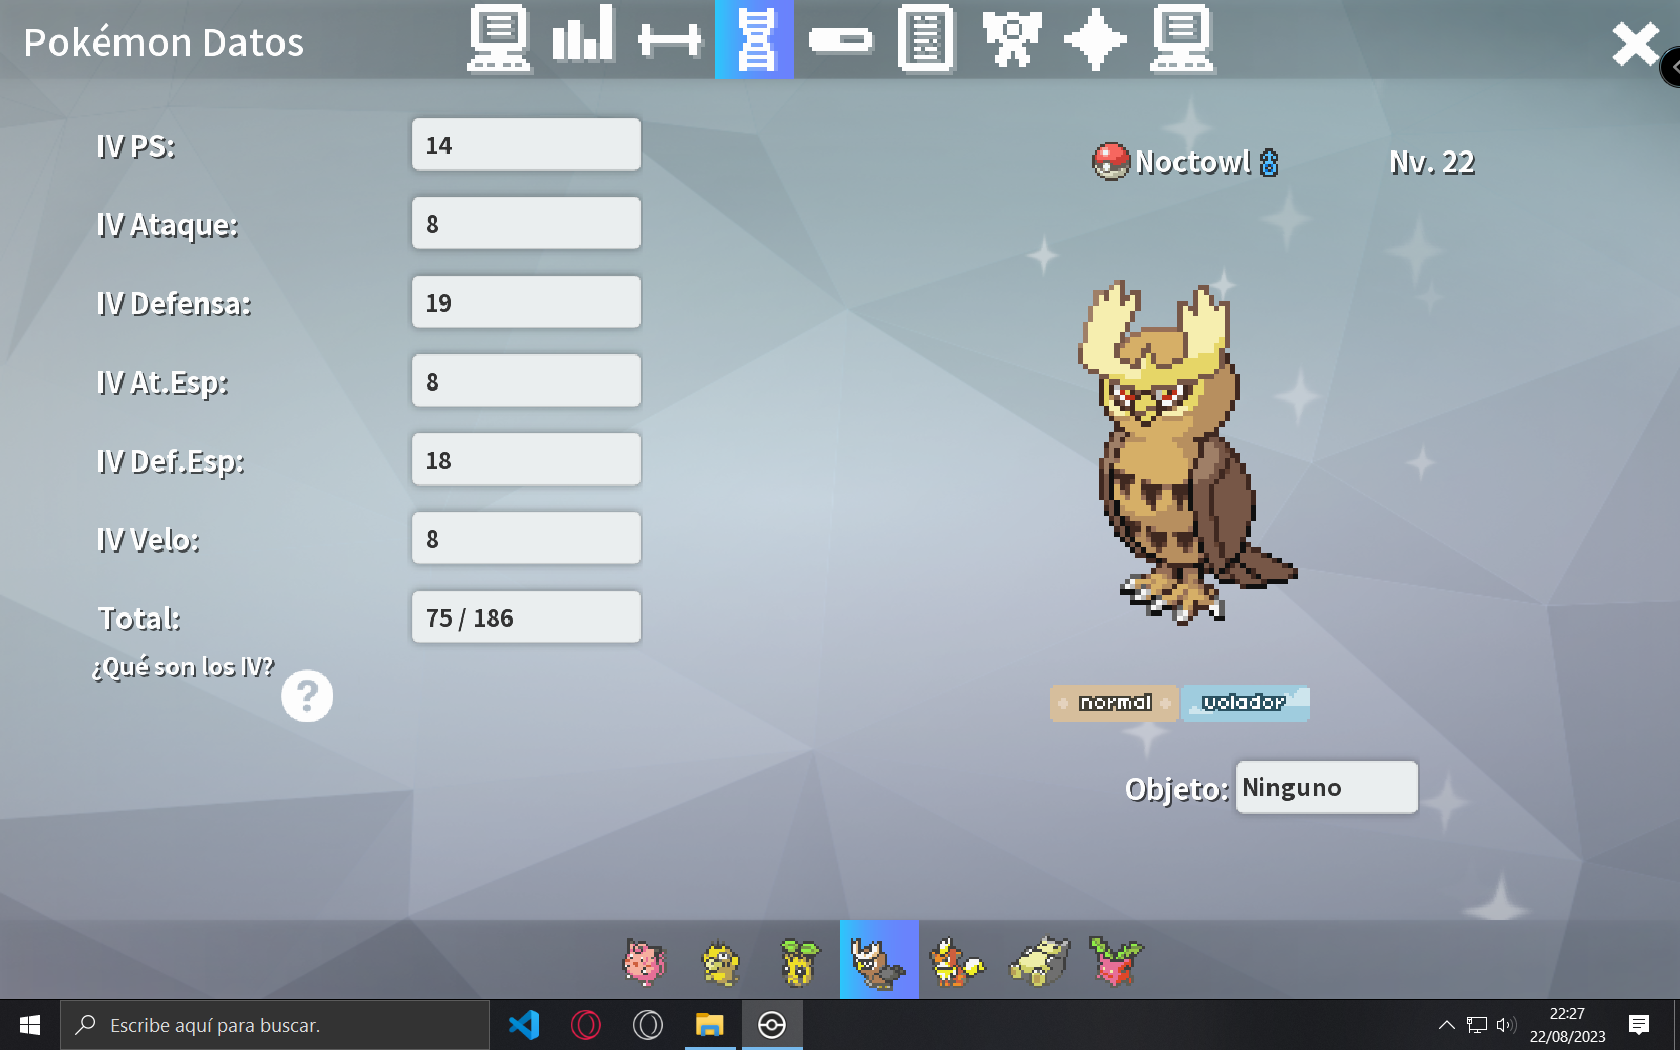 Pokémon Datos
IV PS: 14
IV Ataque: 8
IV Defensa: 19
IV At.Esp: 8
IV Def.Esp: 18
IV Velo: 8
Total: 75 / 186
¿Qué son los IV?
?
Noctowl Nv. 22
normal volador
Objeto: Ninguno
Escribe aquí para buscar.
22:27
22/08/2023